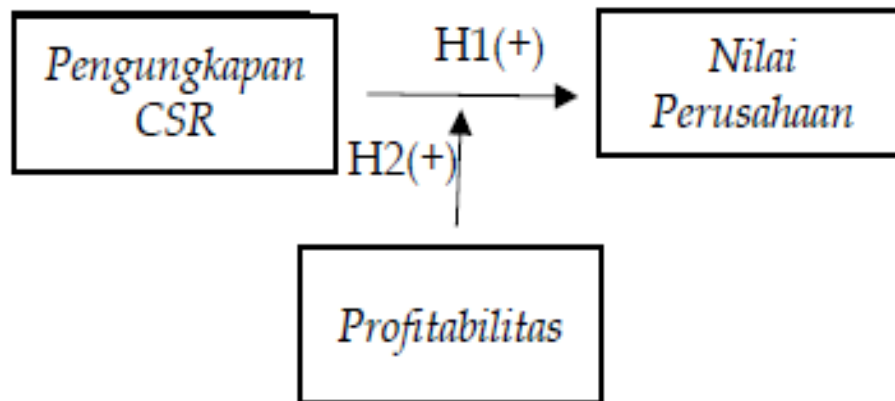 Pengungkapan
CSR
H1(+)
Nilai
Perusahaan
H2(+)
Profitabilitas